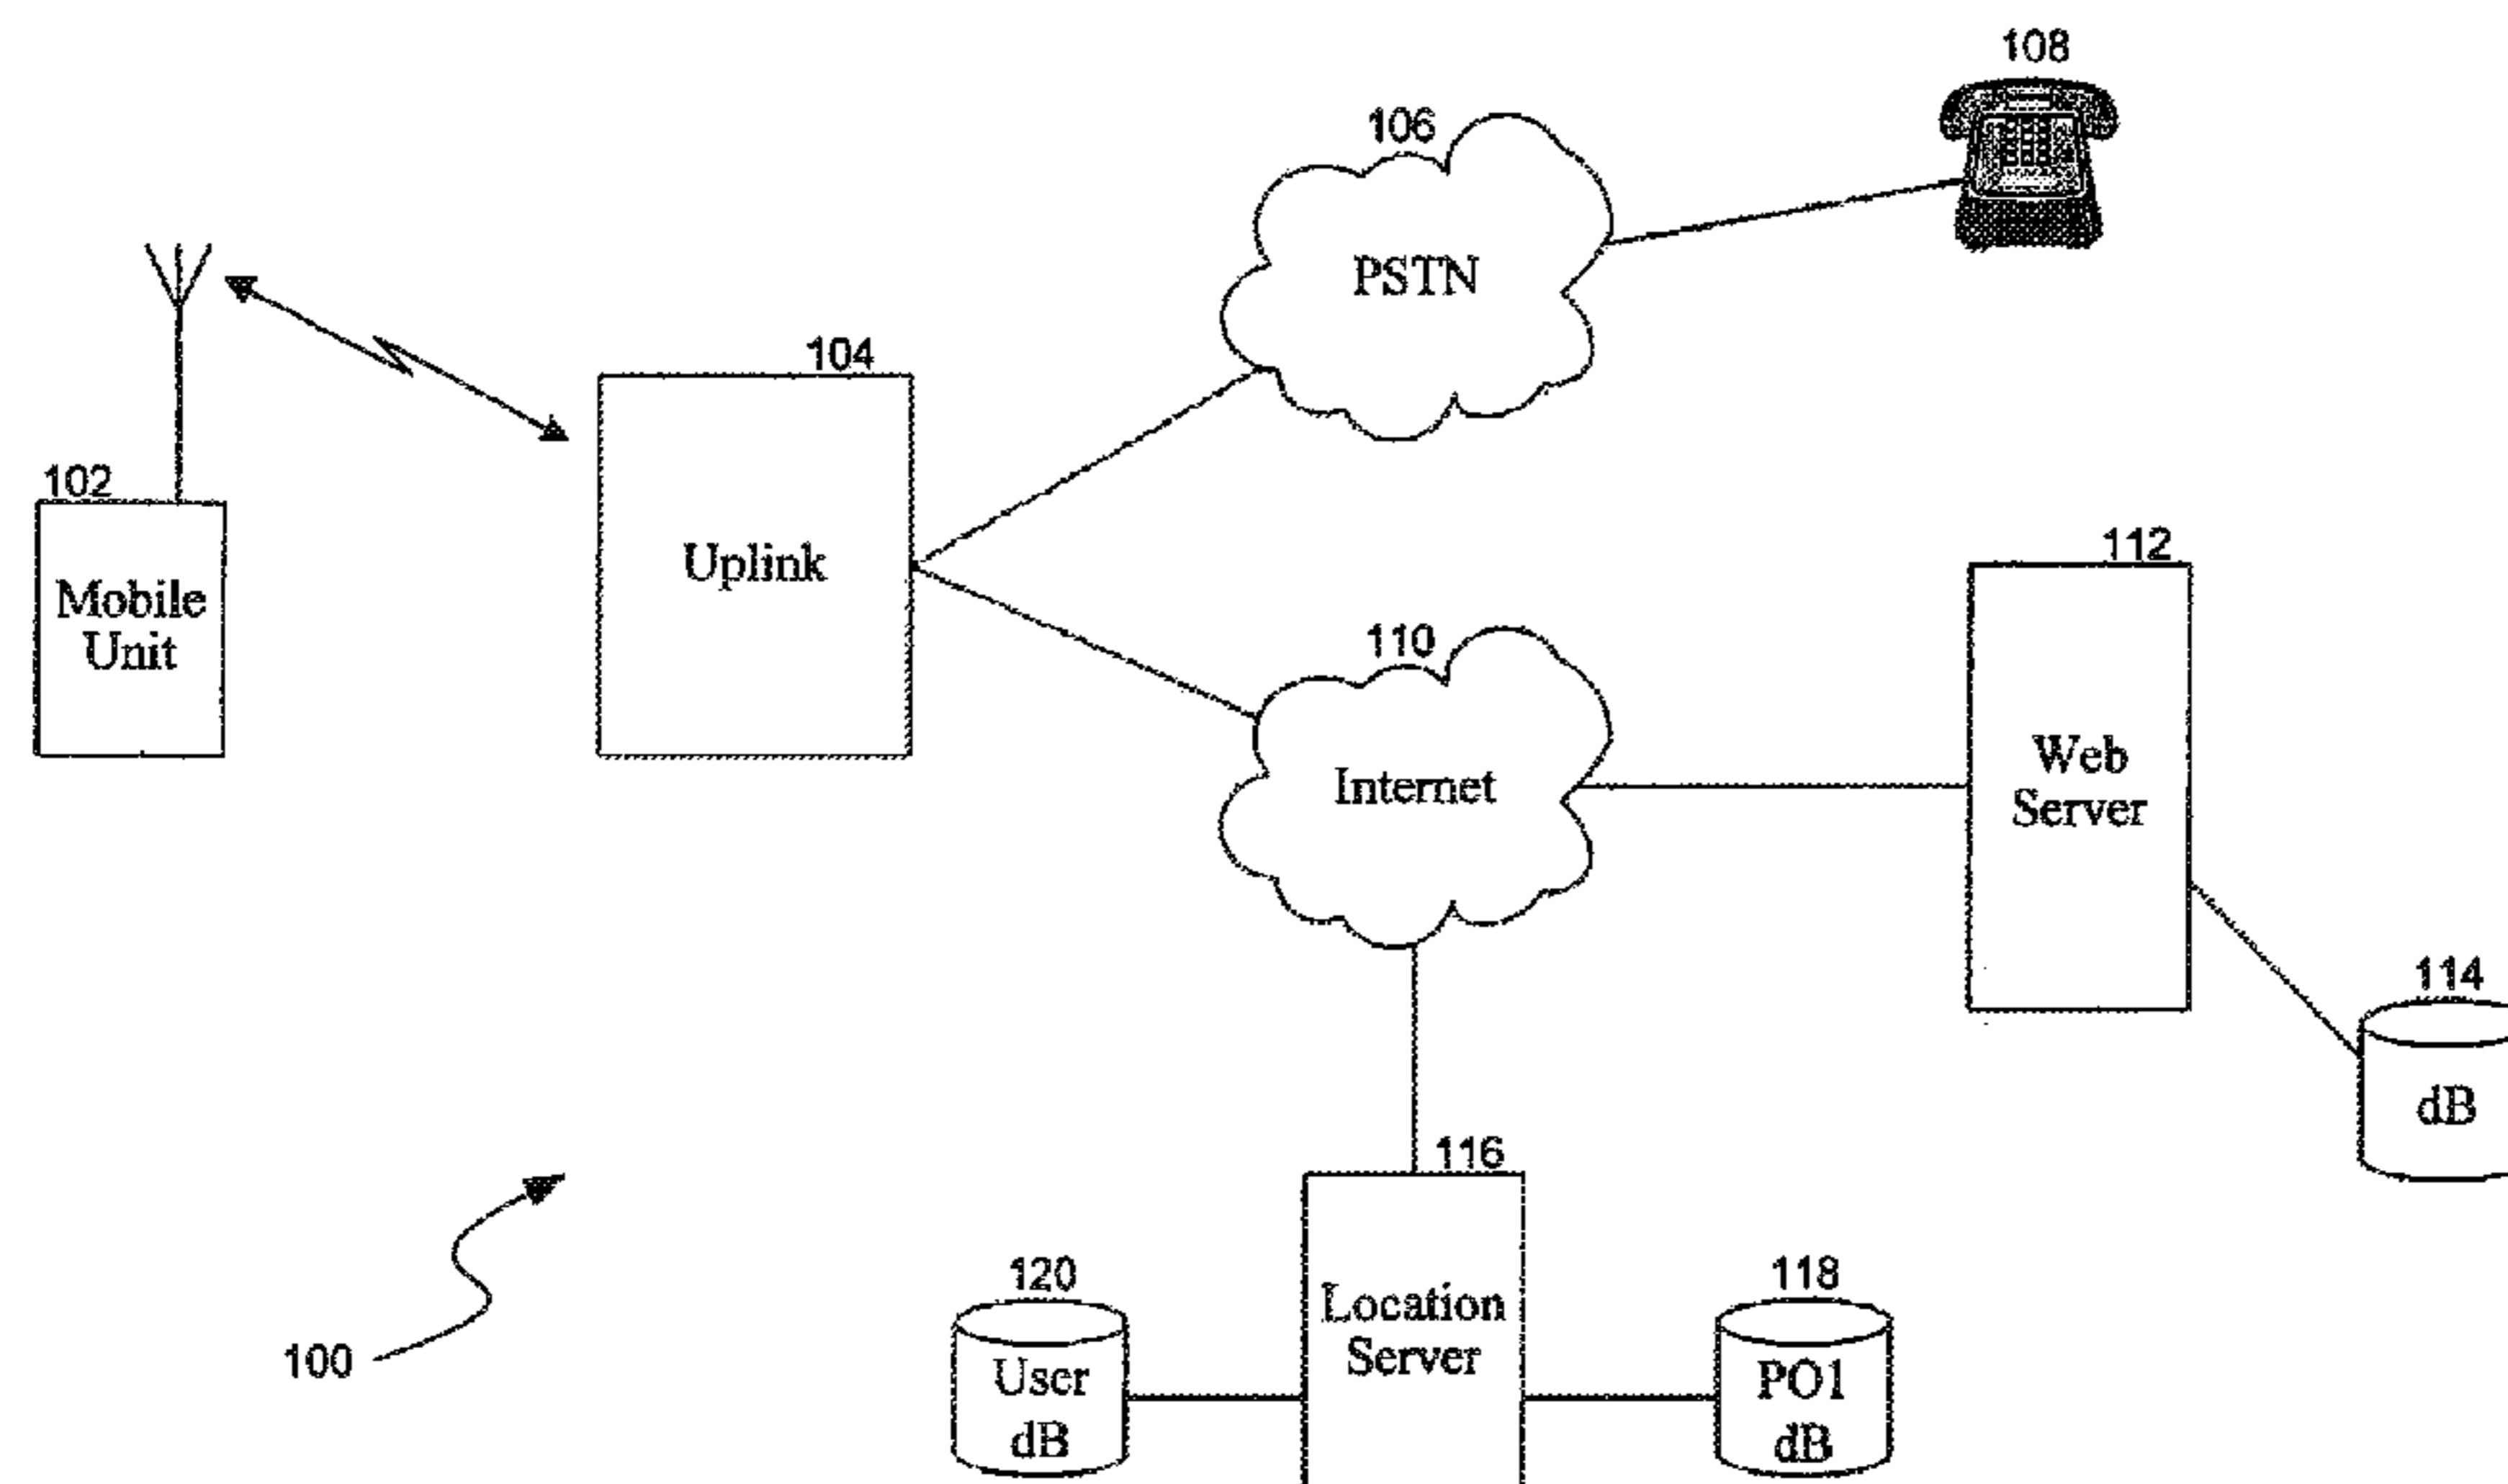 108
106
PSTN
104
102
Uplink
Mobile
Unit
112
110
Internet
Web
Server
114
dB
116
120
118
Location
Server
User
dB
PO1
dB
100